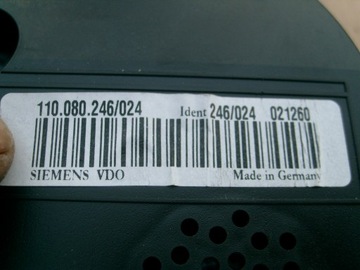 110.080.246/024 Ident 246/024 021260
SIEMENS VDO Made in Germany